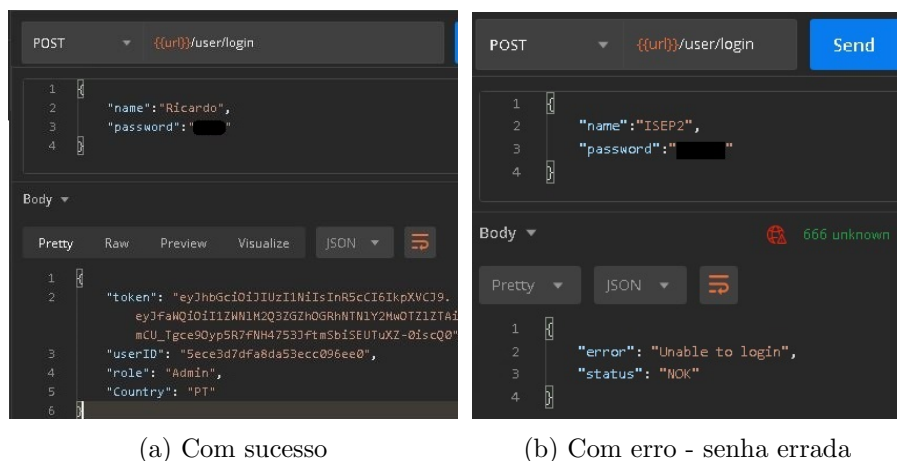 POST {{url}}/user/login
1 {
2 "name":"Ricardo",
3 "password":" "
4 }
Body
Pretty Raw Preview Visualize JSON
1 {
2 "token": "eyJhbGciOiJIUzI1NiIsInR5cCI6IkpXVCJ9.
eyJfaWQiOiI1ZWNlM2Q3ZGZhOGRhNTNlY2MwOTZlZTAi
mCU_Tgce9Oyp5R7fNH4753JftmSbiSEUTuXZ-0iscQ0"
3 "userID": "5ece3d7dfa8da53ecc096ee0",
4 "role": "Admin",
5 "Country": "PT"
6 }
(a) Com sucesso
POST {{url}}/user/login Send
1 {
2 "name":"ISEP2",
3 "password":" "
4 }
Body 666 unknown
Pretty JSON
1 {
2 "error": "Unable to login",
3 "status": "NOK"
4 }
(b) Com erro - senha errada